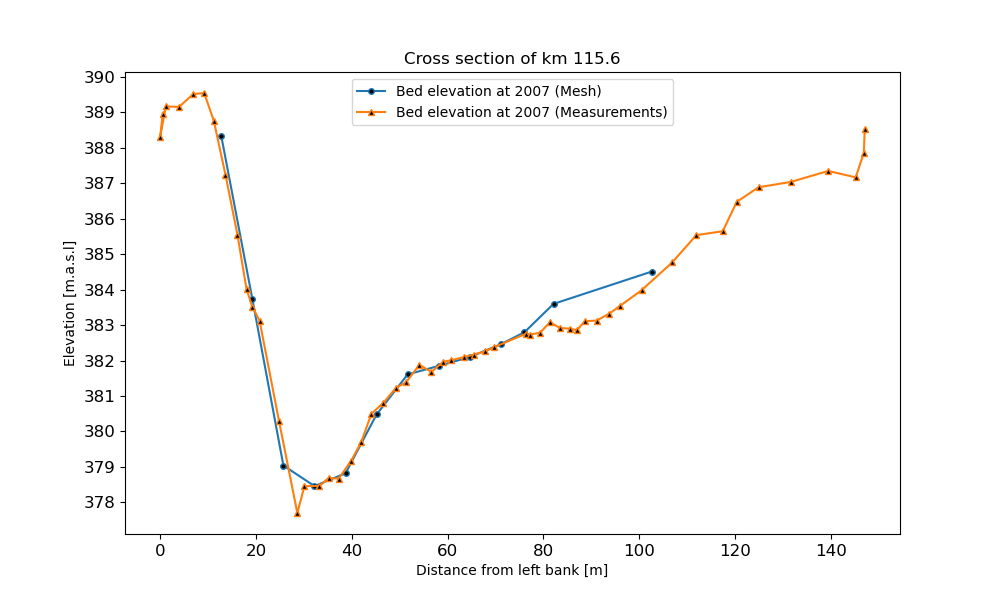 Cross section of km 115.6
Bed elevation at 2007 (Mesh)
Bed elevation at 2007 (Measurements)
Elevation [m.a.s.l]
390
389
388
387
386
385
384
383
382
381
380
379
378
0 20 40 60 80 100 120 140
Distance from left bank [m]